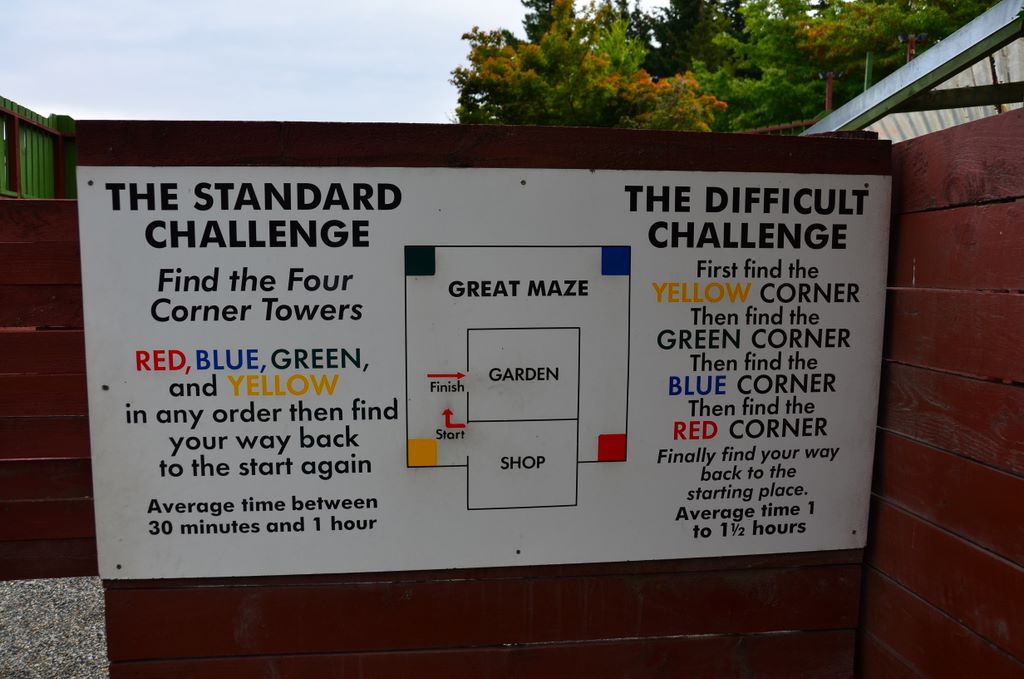 THE STANDARD
CHALLENGE
Find the Four
Corner Towers
RED, BLUE, GREEN,
and YELLOW
in any order then find
your way back
to the start again
Average time between
30 minutes and 1 hour
GREAT MAZE
GARDEN
Finish
Start
SHOP
THE DIFFICULT
CHALLENGE
First find the
YELLOW CORNER
Then find the
GREEN CORNER
Then find the
BLUE CORNER
Then find the
RED CORNER
Finally find your way
back to the
starting place.
Average time 1
to 1½ hours